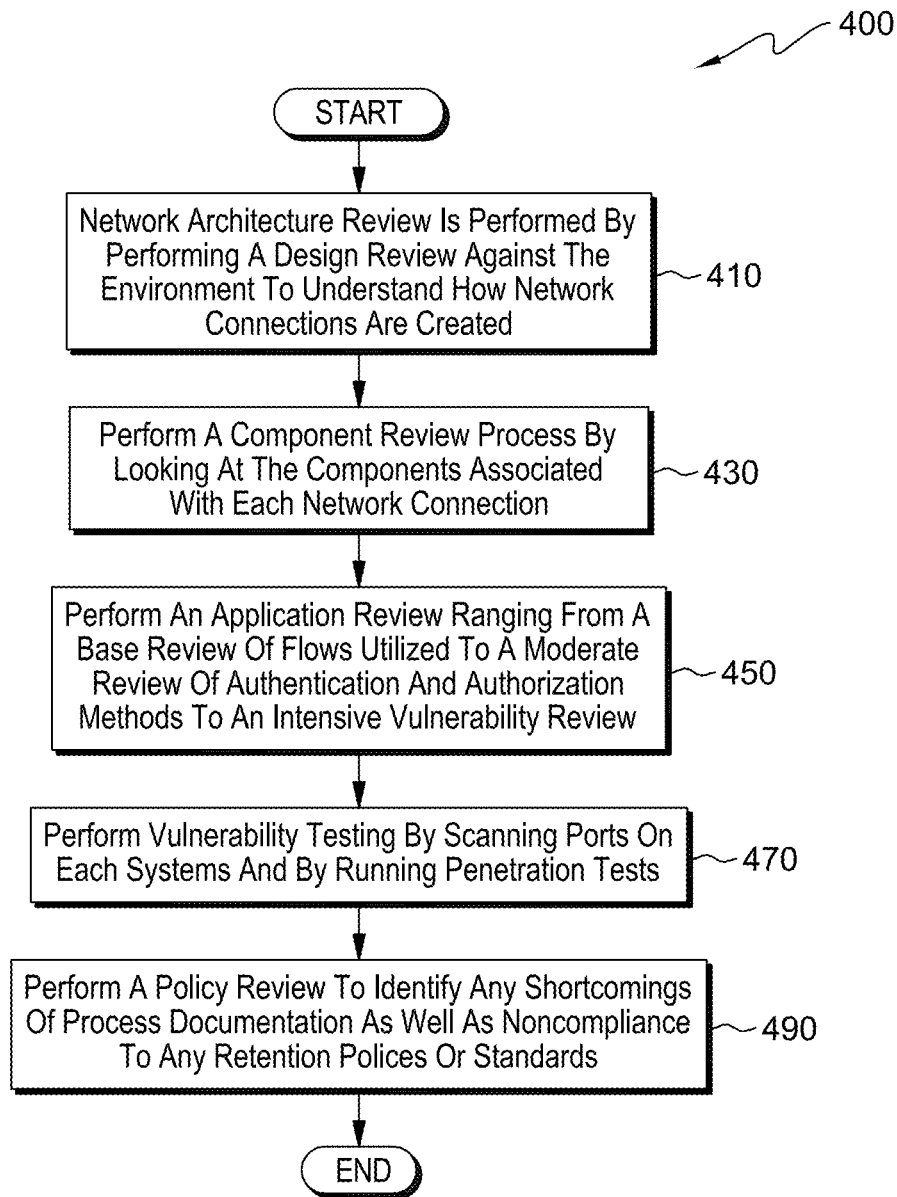 400
START
Network Architecture Review Is Performed By
Performing A Design Review Against The
Environment To Understand How Network
Connections Are Created
410
Perform A Component Review Process By
Looking At The Components Associated
With Each Network Connection
430
Perform An Application Review Ranging From A
Base Review Of Flows Utilized To A Moderate
Review Of Authentication And Authorization
Methods To An Intensive Vulnerability Review
450
Perform Vulnerability Testing By Scanning Ports On
Each Systems And By Running Penetration Tests
470
Perform A Policy Review To Identify Any Shortcomings
Of Process Documentation As Well As Noncompliance
To Any Retention Polices Or Standards
490
END